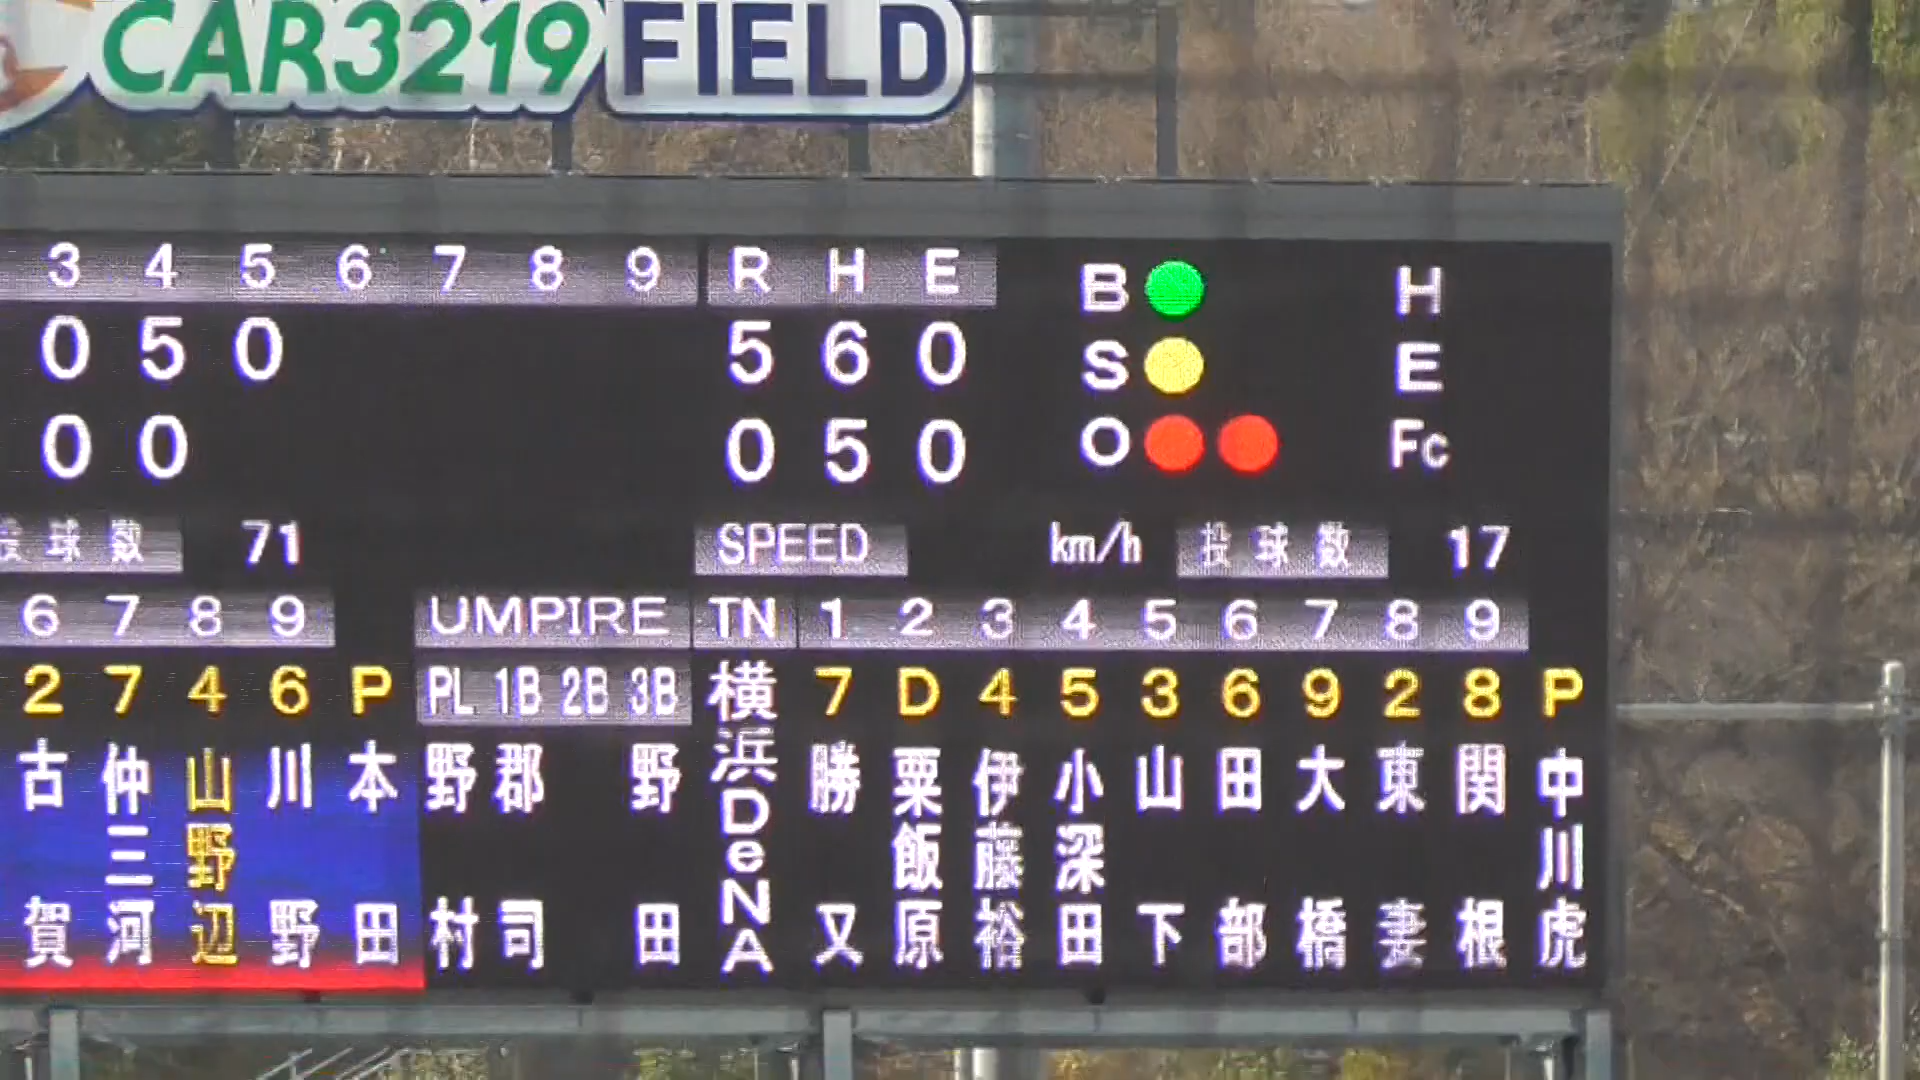 CAR3219 FIELD
3 4 5 6 7 8 9 R H E
B H
0 5 0 5 6 0
S E
0 0 0 5 0
O Fc
投球数 71 SPEED km/h 投球数 17
6 7 8 9 UMPIRE TN 1 2 3 4 5 6 7 8 9
2 7 4 6 P PL 1B 2B 3B 7 D 4 5 3 6 9 2 8 P
古賀
仲三河
山野辺
川野
本田
野村
郡司
野田
横浜DeNA
勝又
粟飯原
伊藤裕
小深田
山下
田部
大橋
東妻
関根
中川虎